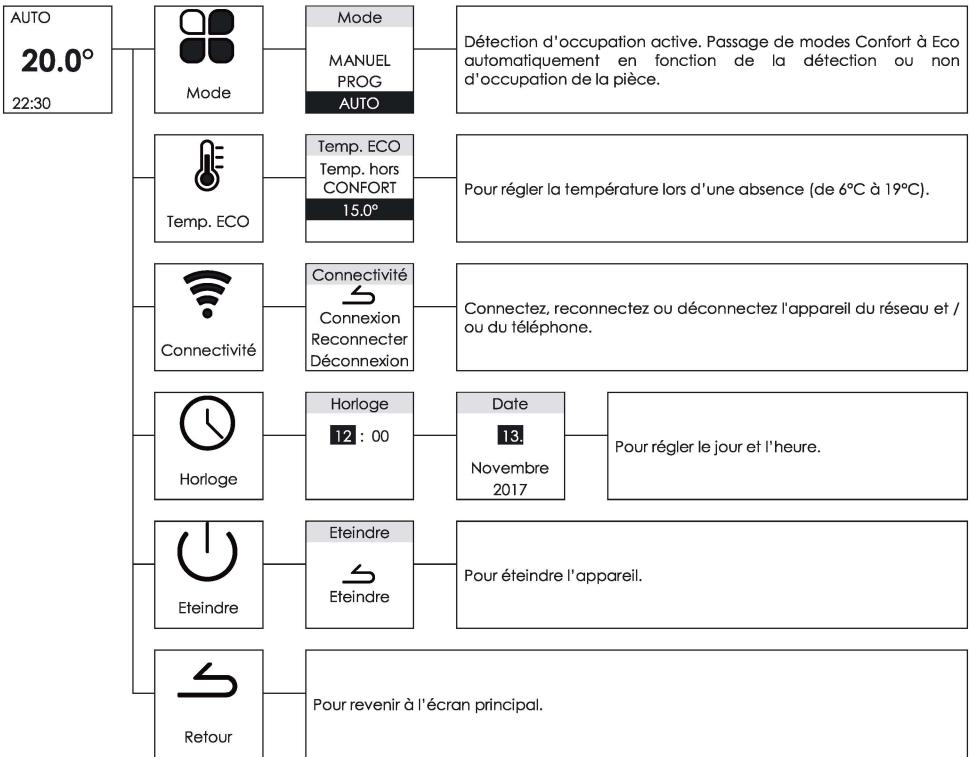 AUTO
20.0°
22:30
Mode
Mode
MANUEL
PROG
AUTO
Détection d'occupation active. Passage de modes Confort à Eco
automatiquement en fonction de la détection ou non
d'occupation de la pièce.
Temp. ECO
Temp. ECO
Temp. hors
CONFORT
15.0°
Pour régler la température lors d'une absence (de 6°C à 19°C).
Connectivité
Connectivité
Connexion
Reconnecter
Déconnexion
Connectez, reconnectez ou déconnectez l'appareil du réseau et /
ou du téléphone.
Horloge
Horloge
12 : 00
Date
13.
Novembre
2017
Pour régler le jour et l'heure.
Eteindre
Eteindre
Eteindre
Pour éteindre l'appareil.
Retour
Pour revenir à l'écran principal.